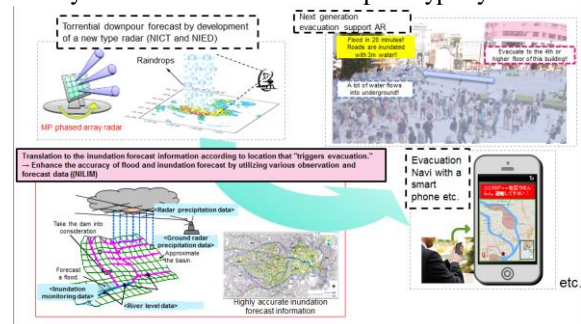 Torrential downpour forecast by development
of a new type radar (NICT and NIED)
Raindrops
MP phased array radar
Next generation
evacuation support AR
Flood in 20 minutes!
Roads are inundated
with 3m water!!
Evacuate to the 4th or
higher floor of this building!!
A lot of water flows
into underground!!
Translation to the inundation forecast information according to location that "triggers evacuation."
→ Enhance the accuracy of flood and inundation forecast by utilizing various observation and
forecast data ((NILIM)
Evacuation
Navi with a
smart
phone etc.
<Radar precipitation data>
Take the dam into
consideration
<Ground radar
precipitation data>
Approximate
the basin.
Forecast
a flood.
<Inundation
monitoring data>
<River level data>
Highly accurate inundation
forecast information
etc.